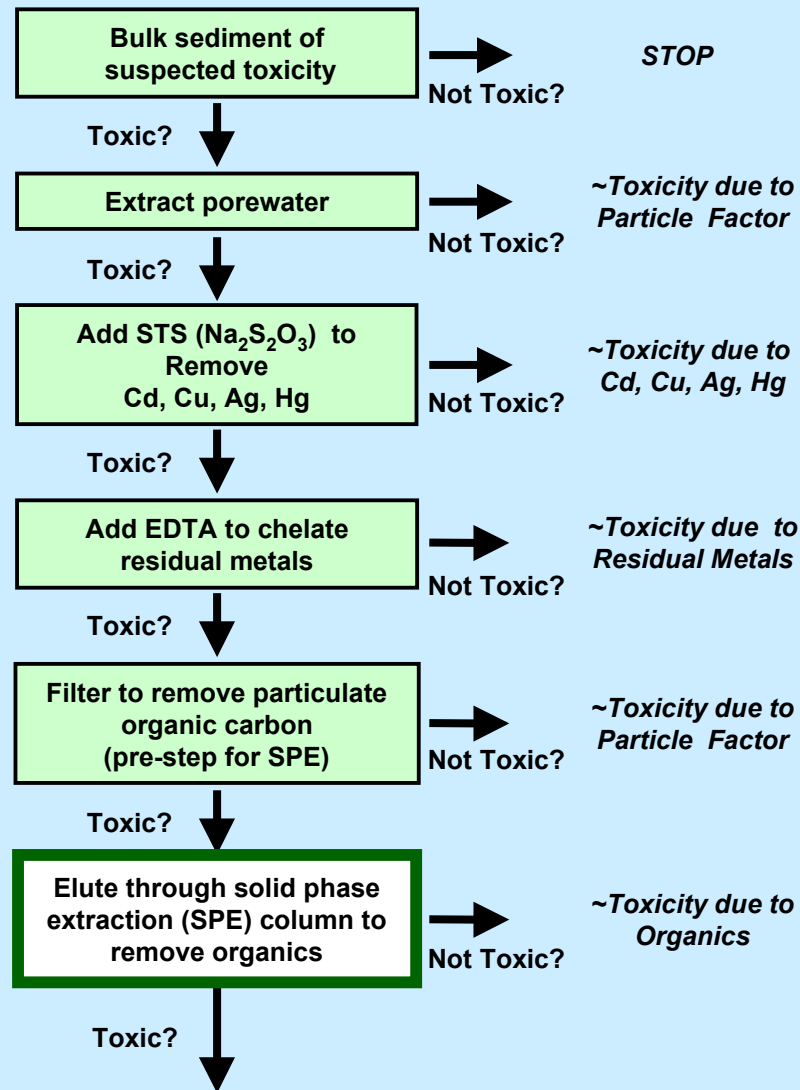 Bulk sediment of
suspected toxicity
STOP
Not Toxic?
Toxic?
Extract porewater
~Toxicity due to
Particle Factor
Not Toxic?
Toxic?
Add STS (Na₂S₂O₃) to
Remove
Cd, Cu, Ag, Hg
~Toxicity due to
Cd, Cu, Ag, Hg
Not Toxic?
Toxic?
Add EDTA to chelate
residual metals
~Toxicity due to
Residual Metals
Not Toxic?
Toxic?
Filter to remove particulate
organic carbon
(pre-step for SPE)
~Toxicity due to
Particle Factor
Not Toxic?
Toxic?
Elute through solid phase
extraction (SPE) column to
remove organics
~Toxicity due to
Organics
Not Toxic?
Toxic?